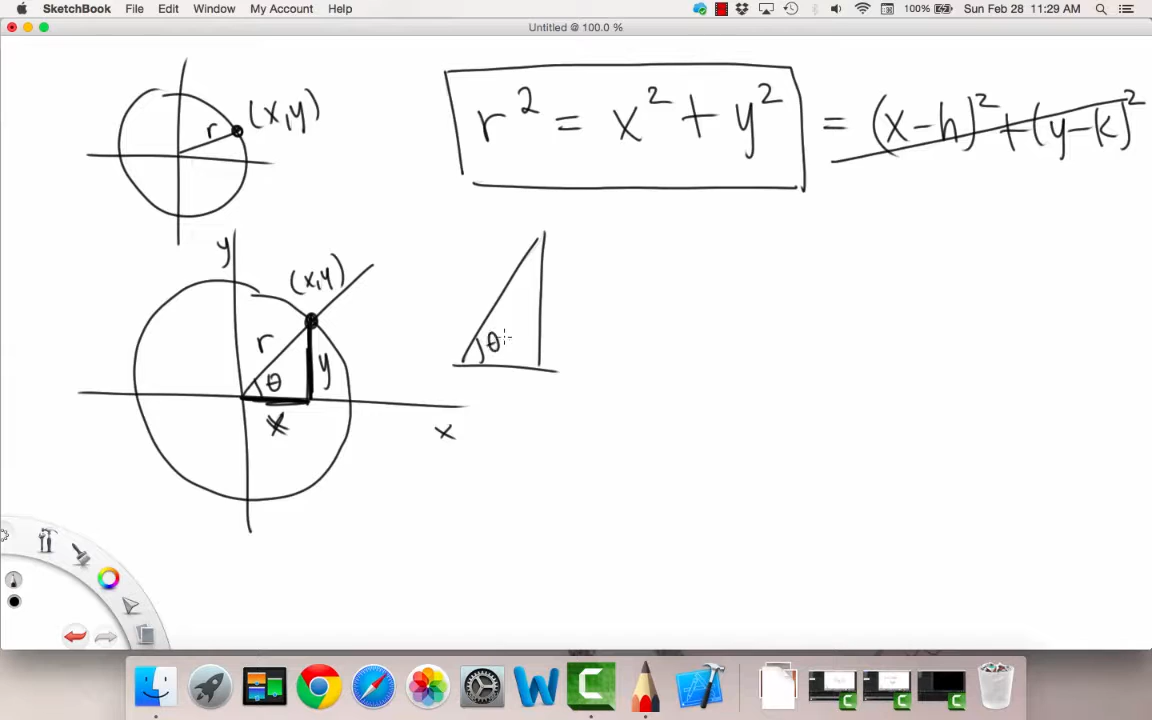 SketchBook File Edit Window My Account Help 100% Sun Feb 28 11:29 AM
Untitled @ 100.0 %
r (x,y)
r² = x² + y² = (x-h)² + (y-k)²
y
(x,y)
r
θ y
x
x
θ